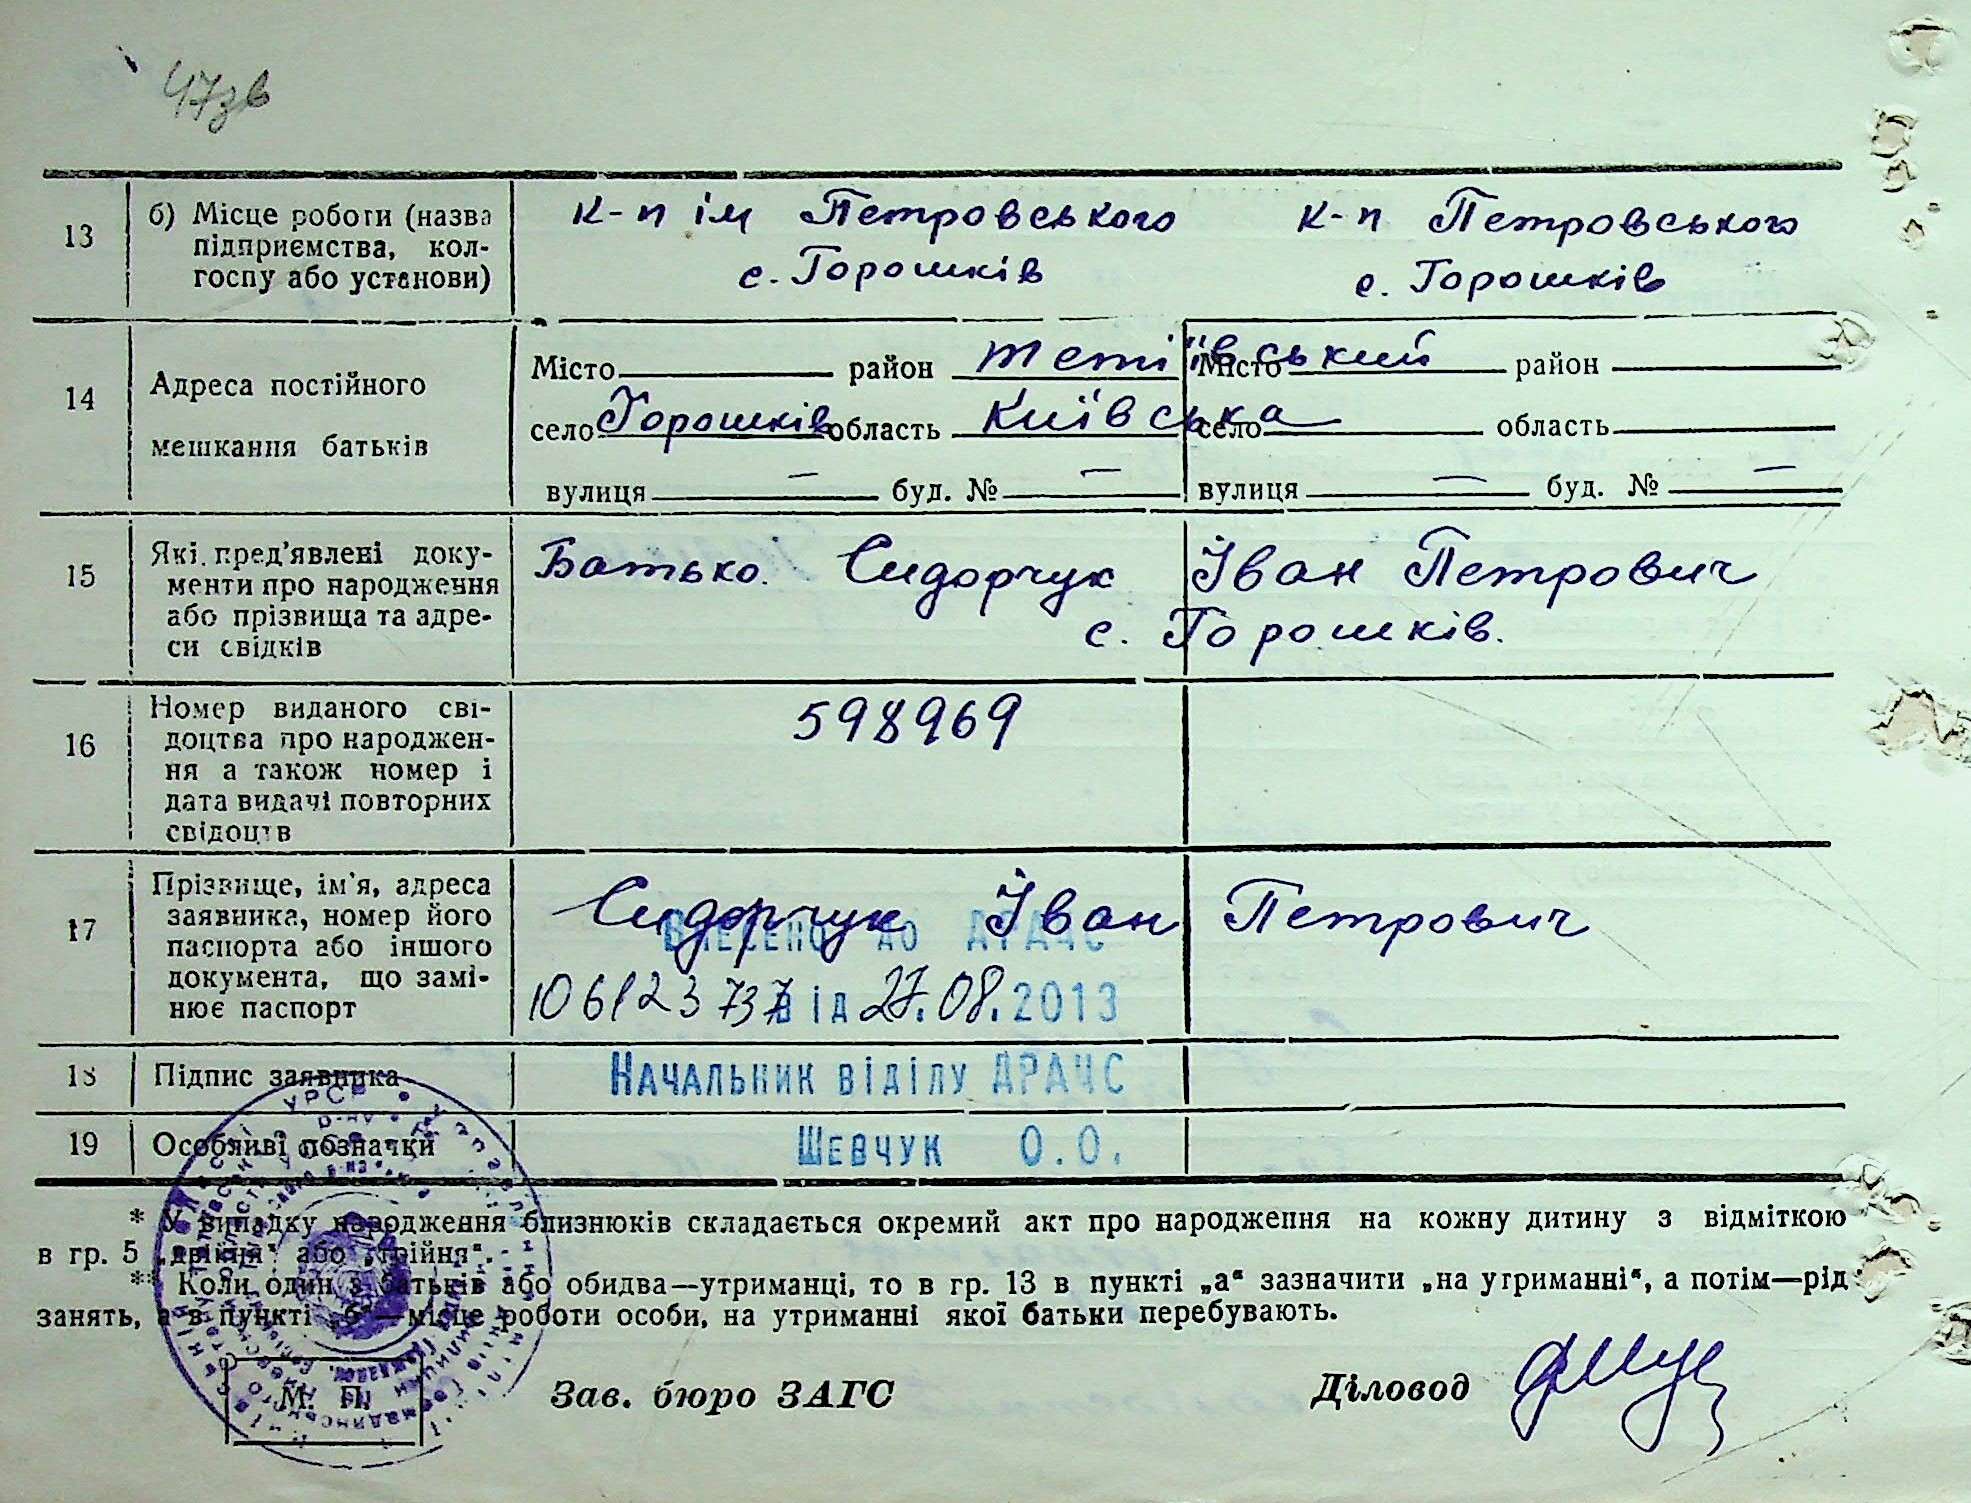 47зв
13
б) Місце роботи (назва
підприємства, кол-
госпу або установи)
к-п ім Петровського
с. Горошків
к-п Петровського
с. Горошків
14
Адреса постійного
мешкання батьків
Місто район Тетіївський
село Горошків область Київська
вулиця — буд. № —
Місто район
село область
вулиця — буд. № —
15
Які пред'явлені доку-
менти про народження
або прізвища та адре-
си свідків
Батько. Сидорчук Іван Петрович
с. Горошків.
16
Номер виданого сві-
доцтва про народжен-
ня а також номер і
дата видачі повторних
свідоцтв
598969
17
Прізвище, ім'я, адреса
заявника, номер його
паспорта або іншого
документа, що замі-
нює паспорт
Сидорчук Іван Петрович
Внесено до ДРАЦС
106123737 від 27.08.2013
18
Підпис заявника
Начальник відділу ДРАЦС
19
Особливі позначки
Шевчук О.О.
* У випадку народження близнюків складається окремий акт про народження на кожну дитину з відміткою
в гр. 5 „двійня" або „трійня".
** Коли один з батьків або обидва—утриманці, то в гр. 13 в пункті „а" зазначити „на утриманні", а потім—рід
занять, а в пункті „б"—місце роботи особи, на утриманні якої батьки перебувають.
М. П.
Зав. бюро ЗАГС
Діловод